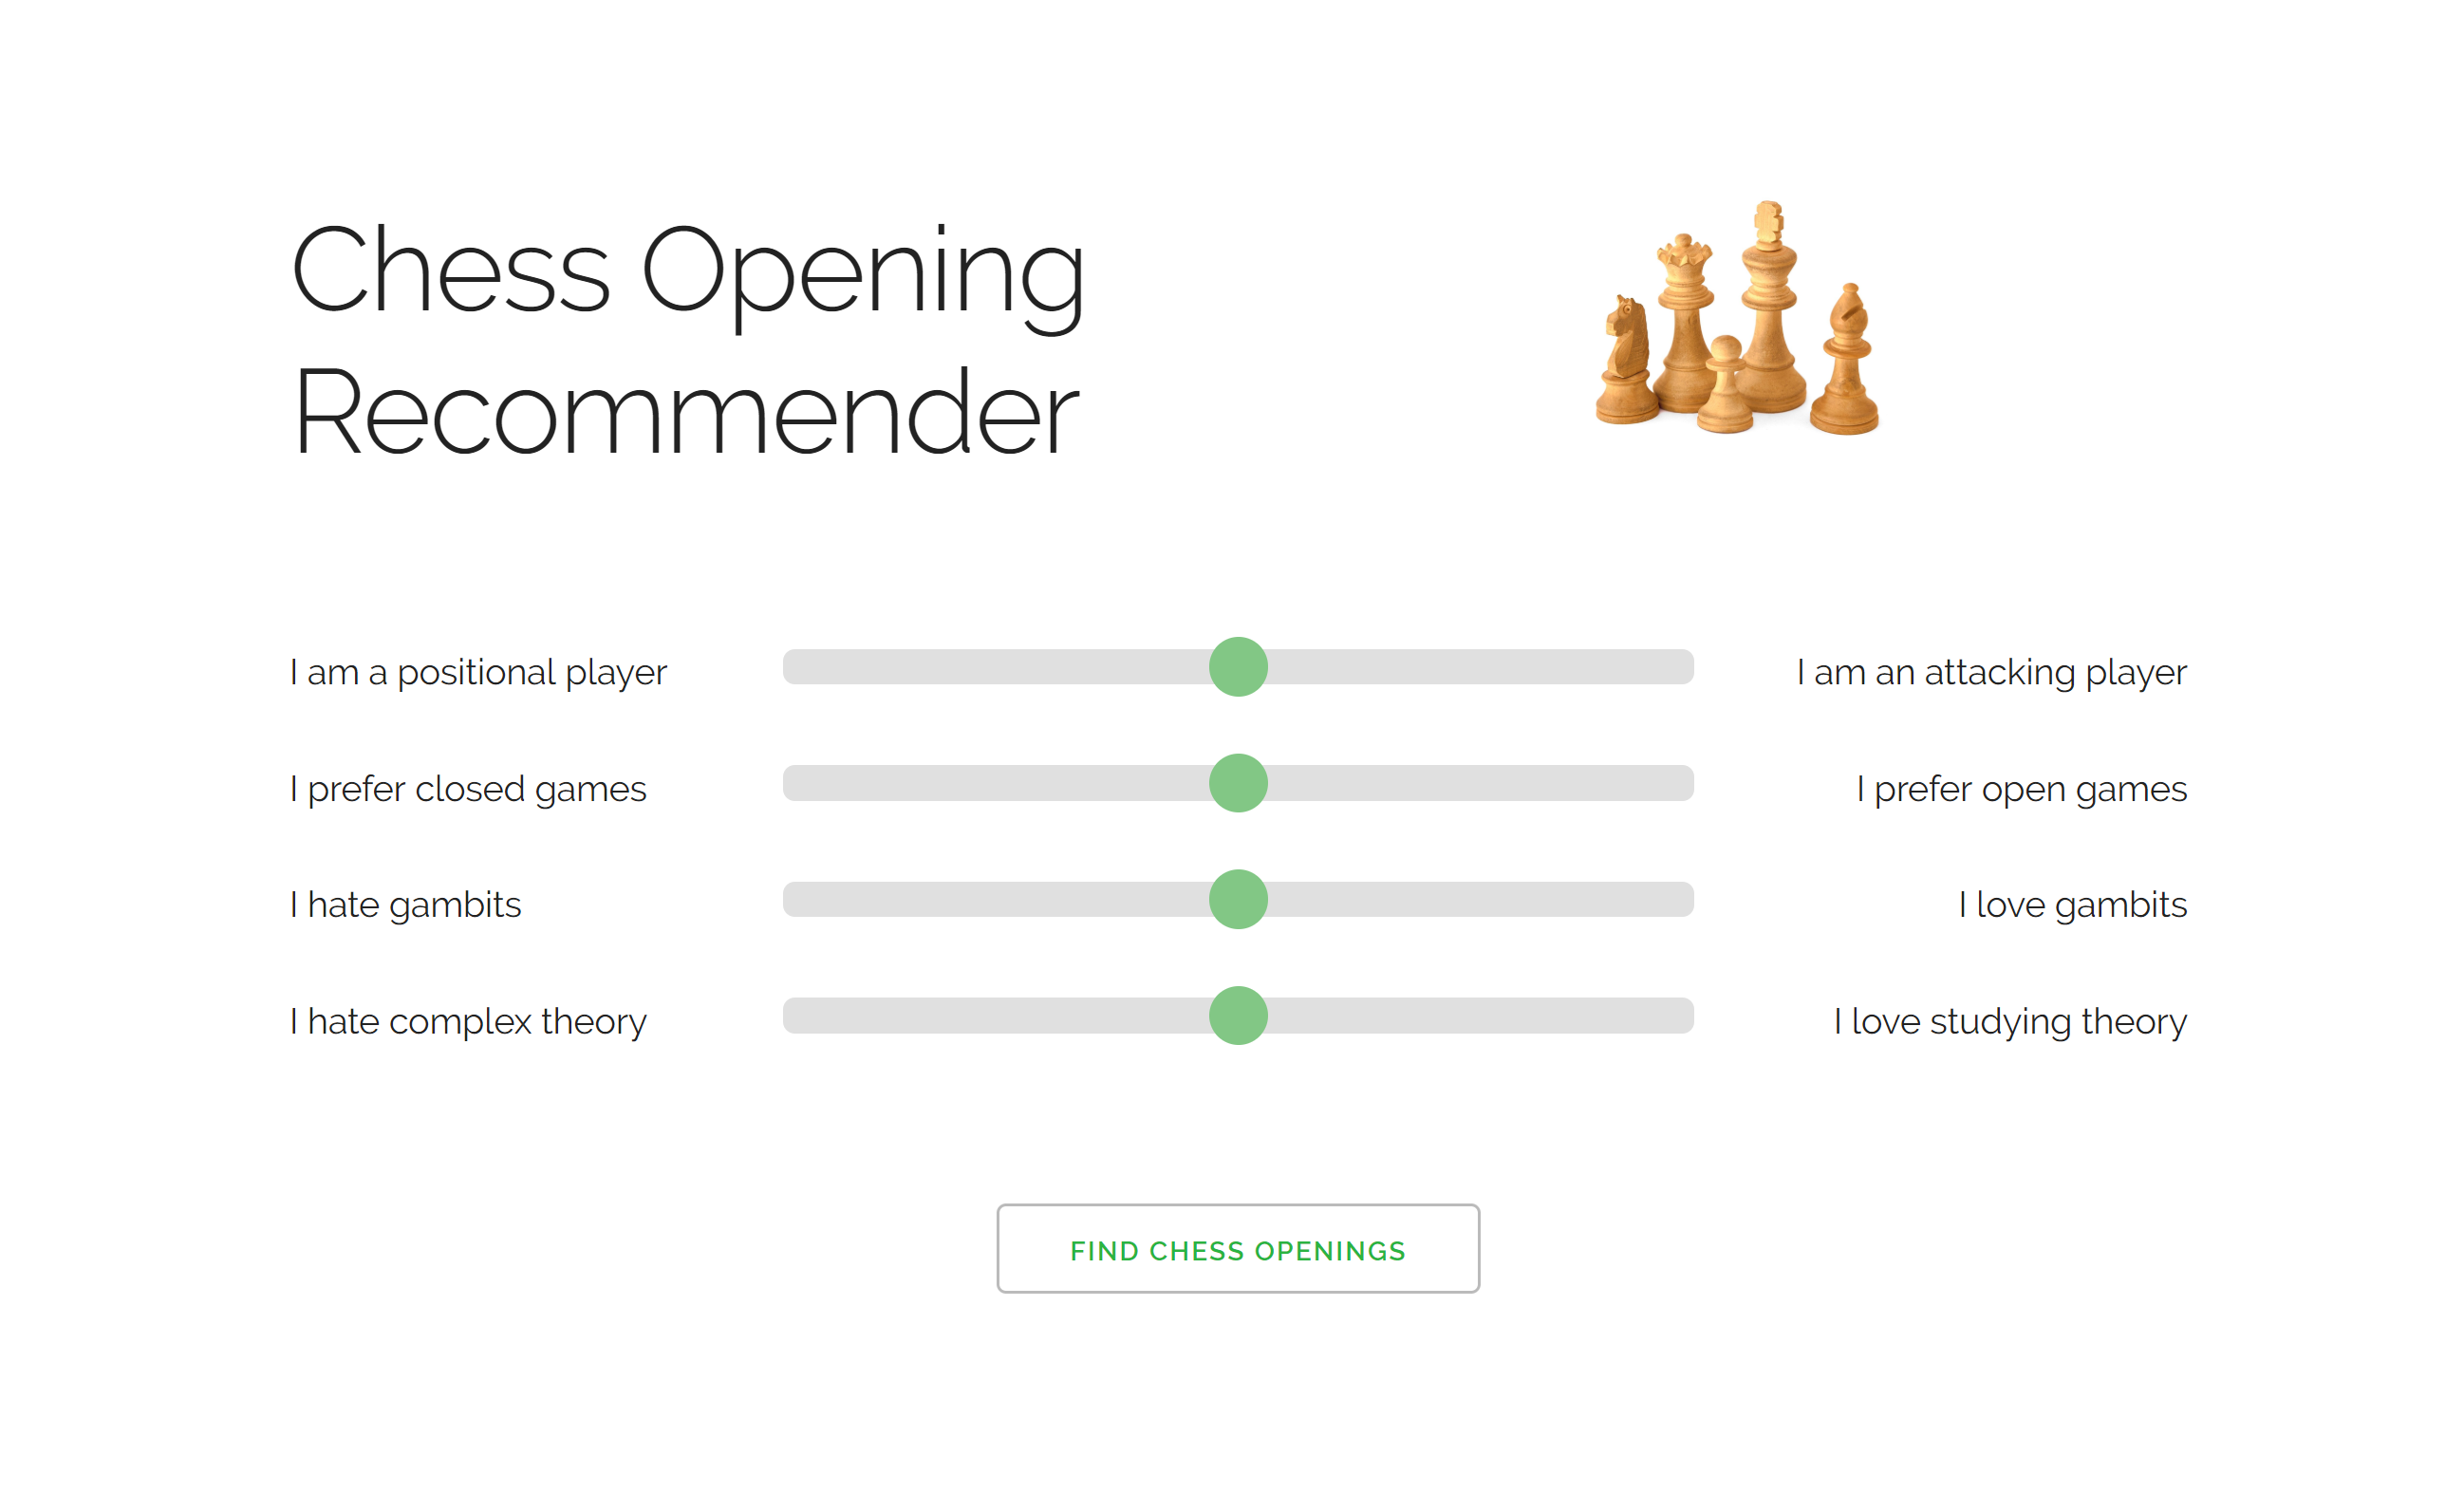 Chess Opening
Recommender
I am a positional player
I am an attacking player
I prefer closed games
I prefer open games
I hate gambits
I love gambits
I hate complex theory
I love studying theory
FIND CHESS OPENINGS